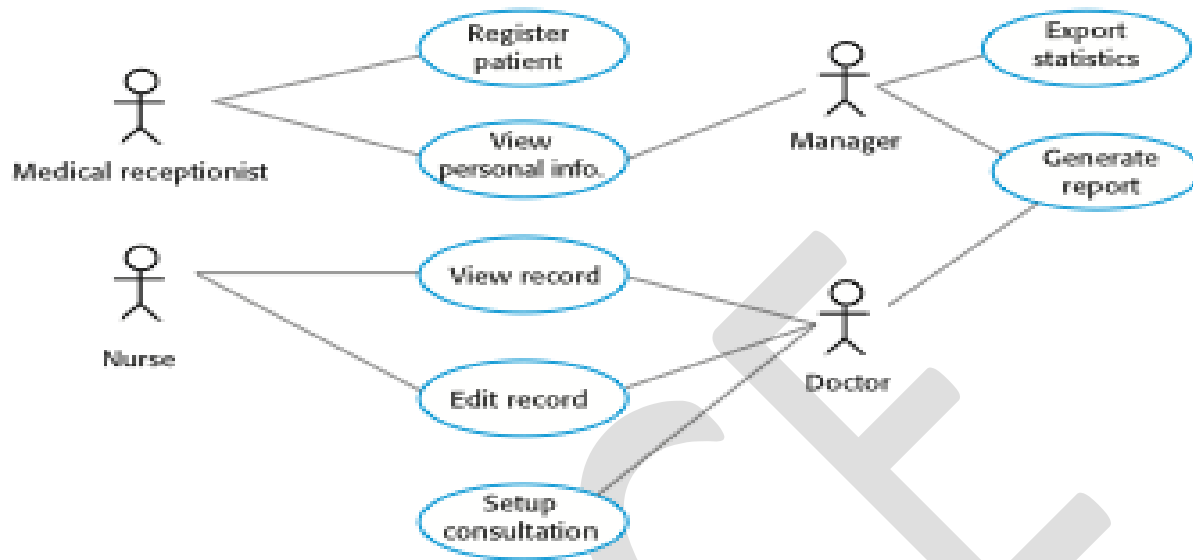 Register
patient
Export
statistics
Medical receptionist
View
personal info.
Manager
Generate
report
Nurse
View record
Edit record
Doctor
Setup
consultation